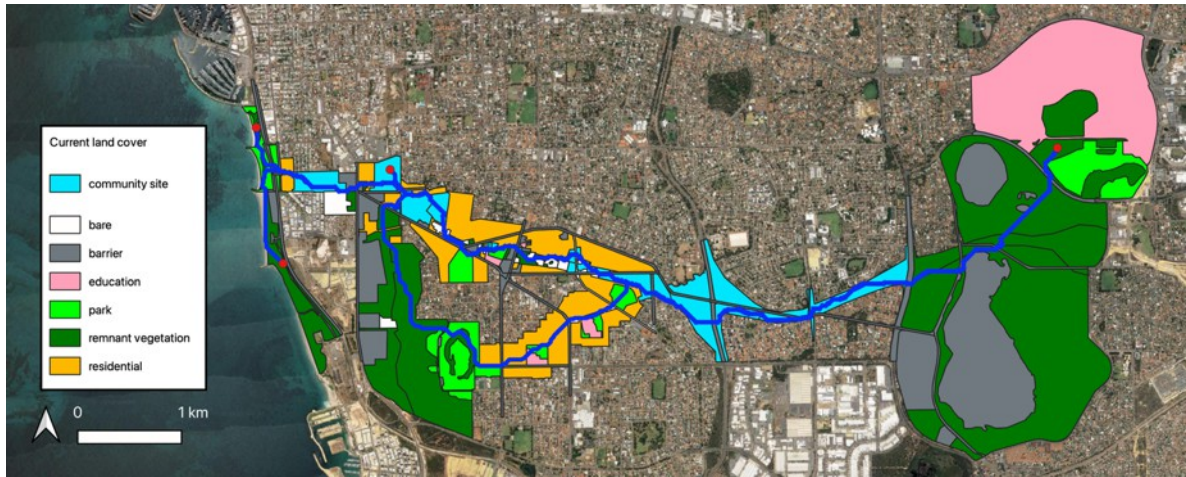 Current land cover
community site
bare
barrier
education
park
remnant vegetation
residential
0 1 km